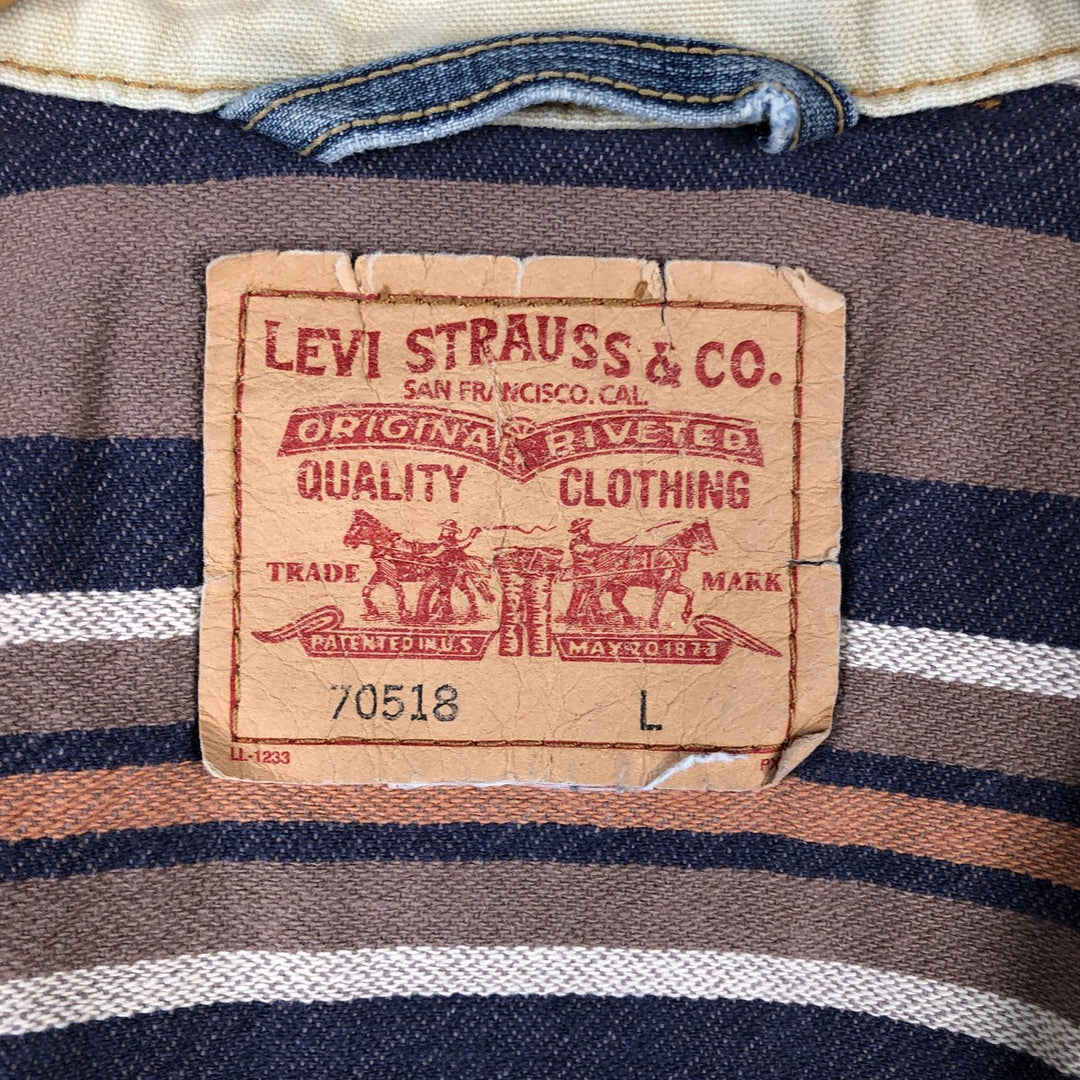 LEVI STRAUSS & CO.
SAN FRANCISCO. CAL.
ORIGINAL RIVETED
QUALITY CLOTHING
TRADE MARK
PATENTED IN U.S. MAY 20 1873
70518 L
LL-1233